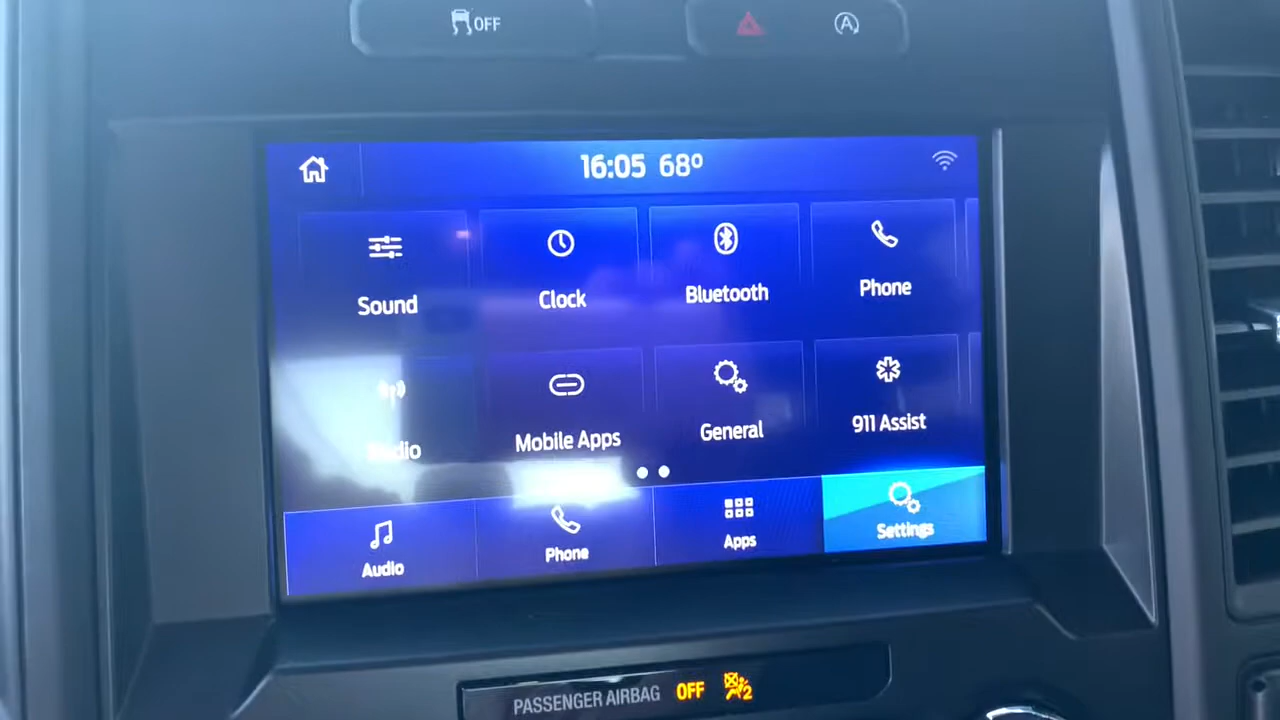 OFF
16:05 68°
Sound
Clock
Bluetooth
Phone
Mobile Apps
General
911 Assist
Audio
Phone
Apps
Settings
PASSENGER AIRBAG OFF 2